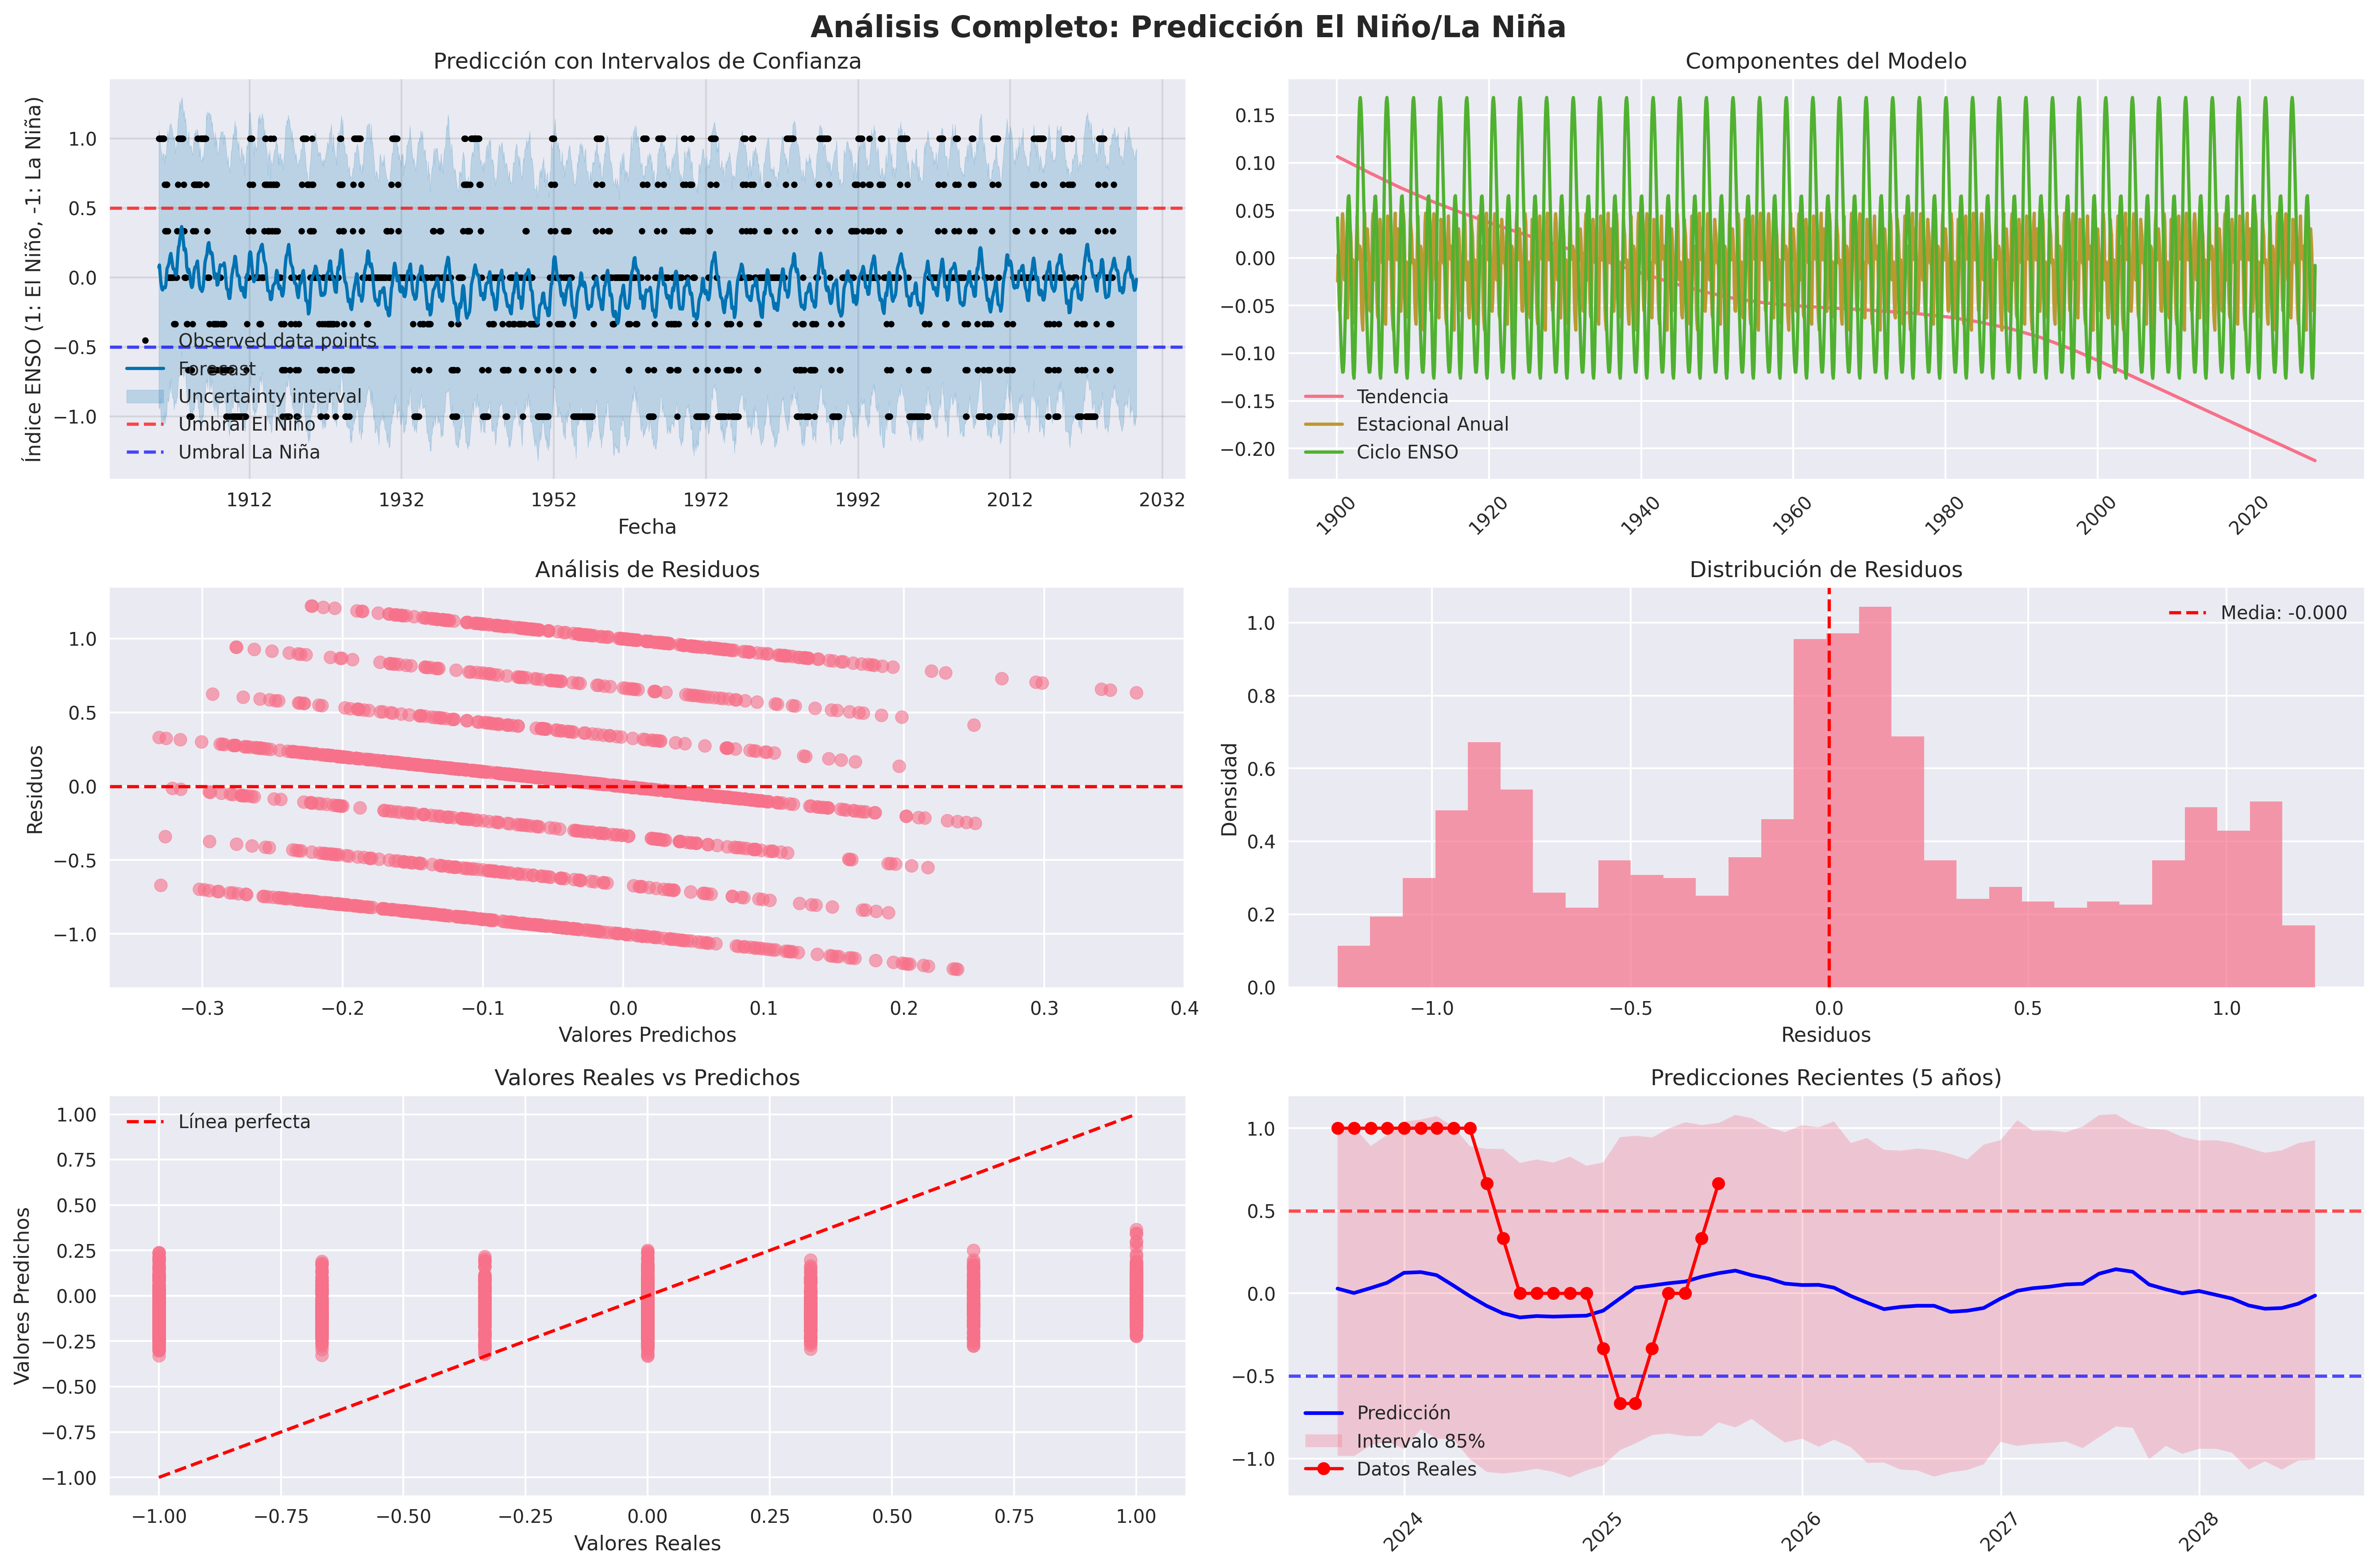 Análisis Completo: Predicción El Niño/La Niña
Predicción con Intervalos de Confianza
Índice ENSO (1: El Niño, -1: La Niña)
1.0
0.5
0.0
−0.5
−1.0
Observed data points
Forecast
Uncertainty interval
Umbral El Niño
Umbral La Niña
1912 1932 1952 1972 1992 2012 2032
Fecha
Componentes del Modelo
0.15
0.10
0.05
0.00
−0.05
−0.10
−0.15
−0.20
Tendencia
Estacional Anual
Ciclo ENSO
1900 1920 1940 1960 1980 2000 2020
Análisis de Residuos
Residuos
1.0
0.5
0.0
−0.5
−1.0
−0.3 −0.2 −0.1 0.0 0.1 0.2 0.3 0.4
Valores Predichos
Distribución de Residuos
Densidad
1.0
0.8
0.6
0.4
0.2
0.0
Media: -0.000
−1.0 −0.5 0.0 0.5 1.0
Residuos
Valores Reales vs Predichos
Valores Predichos
1.00
0.75
0.50
0.25
0.00
−0.25
−0.50
−0.75
−1.00
Línea perfecta
−1.00 −0.75 −0.50 −0.25 0.00 0.25 0.50 0.75 1.00
Valores Reales
Predicciones Recientes (5 años)
1.0
0.5
0.0
−0.5
−1.0
Predicción
Intervalo 85%
Datos Reales
2024 2025 2026 2027 2028